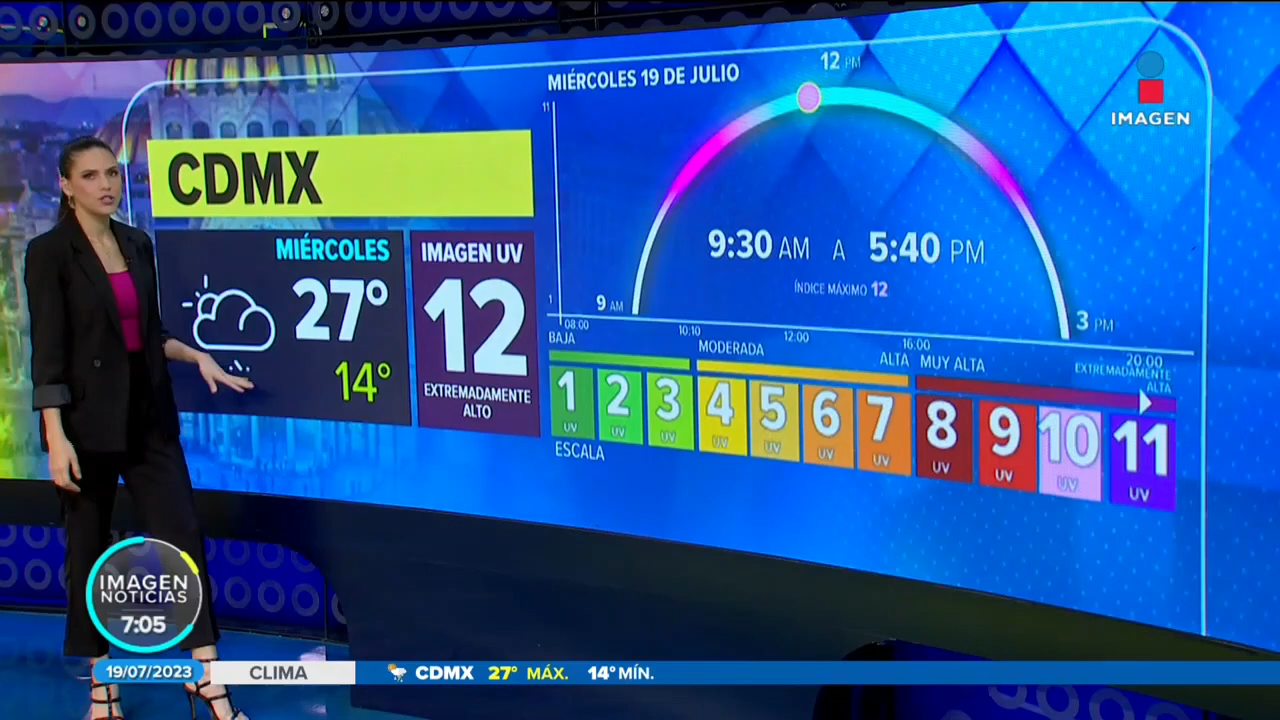 MIÉRCOLES 19 DE JULIO
12 PM
IMAGEN
CDMX
MIÉRCOLES
27°
14°
IMAGEN UV
12
EXTREMADAMENTE
ALTO
11
1
9:30 AM A 5:40 PM
ÍNDICE MÁXIMO 12
9 AM
3 PM
08:00
10:10
12:00
16:00
20:00
BAJA
MODERADA
ALTA
MUY ALTA
EXTREMADAMENTE
ALTA
1 2 3 4 5 6 7 8 9 10 11
UV UV UV UV UV UV UV UV UV UV UV
ESCALA
IMAGEN
NOTICIAS
7:05
19/07/2023 CLIMA CDMX 27° MÁX. 14° MÍN.